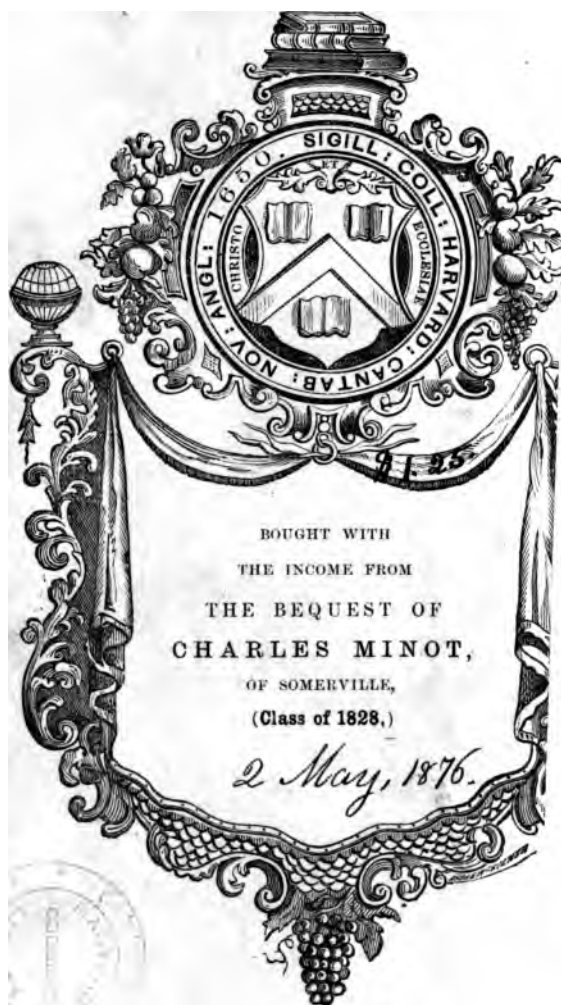 SIGILL: COLL: HARVARD: CANTAB: NOV: ANGL: 1650.
ET
CHRISTO
ECCLESIAE
$1.25.
BOUGHT WITH
THE INCOME FROM
THE BEQUEST OF
CHARLES MINOT,
OF SOMERVILLE,
(Class of 1828,)
2 May, 1876.